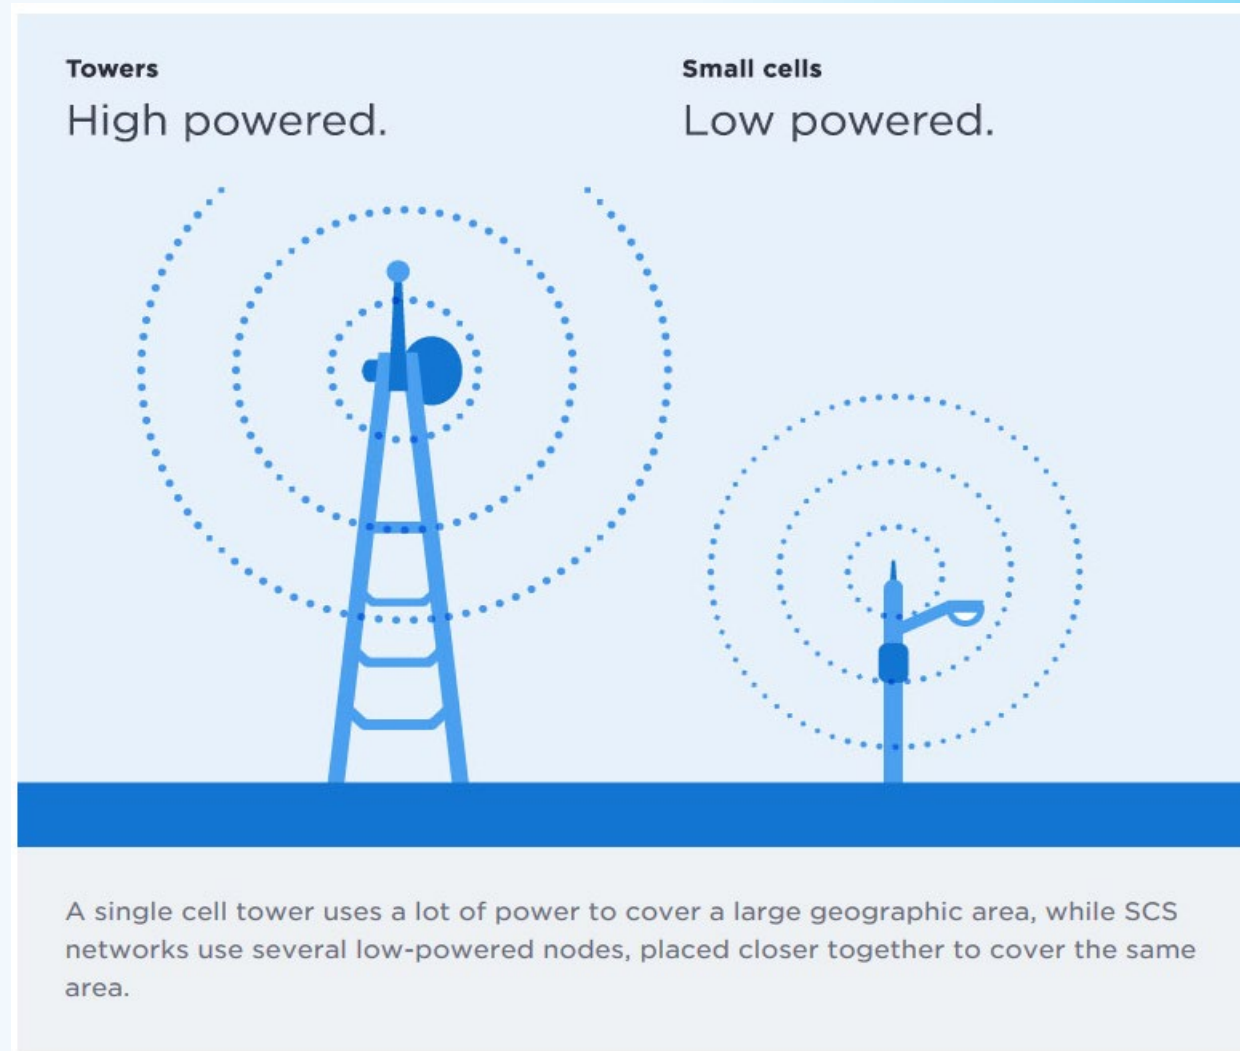 Towers
High powered.
Small cells
Low powered.
A single cell tower uses a lot of power to cover a large geographic area, while SCS
networks use several low-powered nodes, placed closer together to cover the same
area.